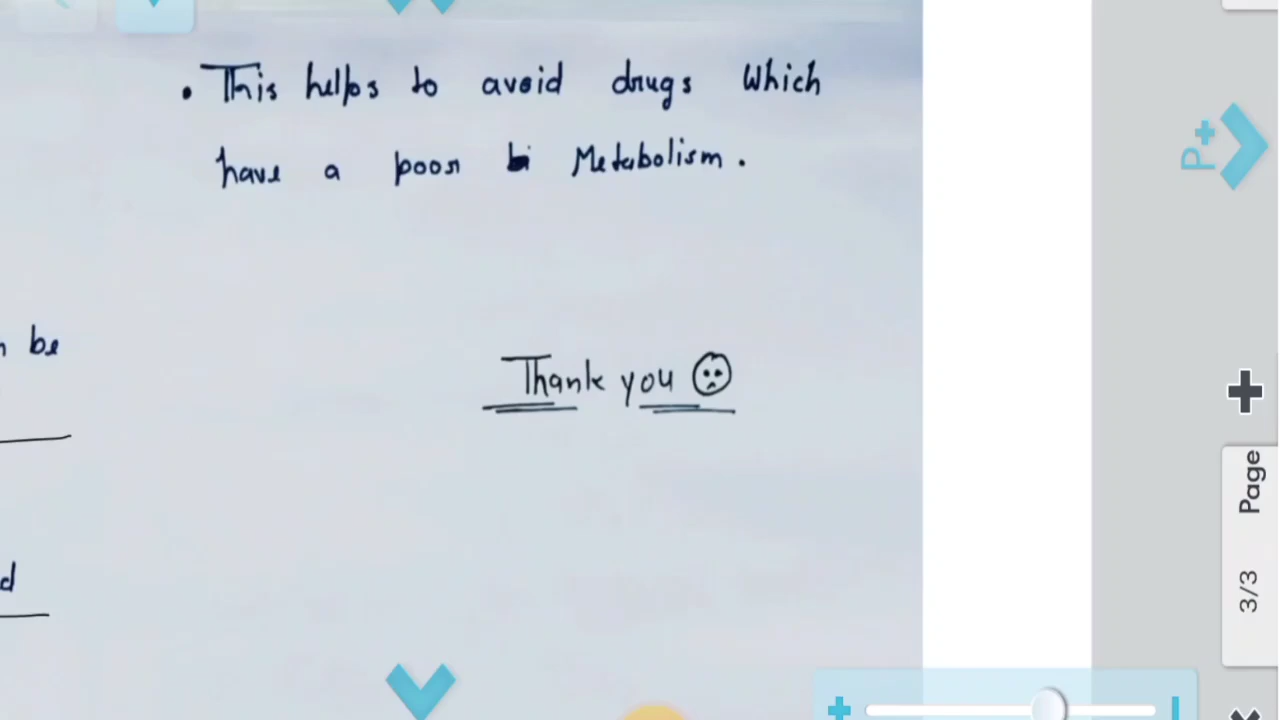 • This helps to avoid drugs which
have a poor Metabolism.
n be
Thank you ☹
d
P+
Page
3/3